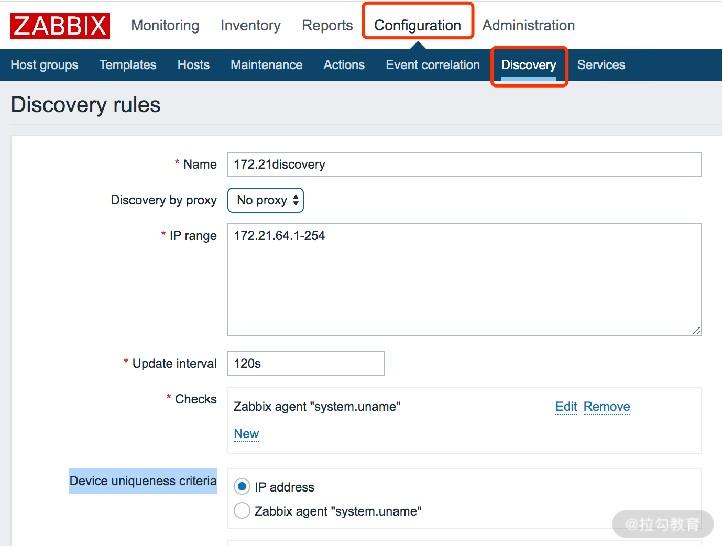 ZABBIX Monitoring Inventory Reports Configuration Administration
Host groups Templates Hosts Maintenance Actions Event correlation Discovery Services
Discovery rules
* Name 172.21discovery
Discovery by proxy No proxy
* IP range 172.21.64.1-254
* Update interval 120s
* Checks Zabbix agent "system.uname" Edit Remove
New
Device uniqueness criteria IP address
Zabbix agent "system.uname"
@拉勾教育